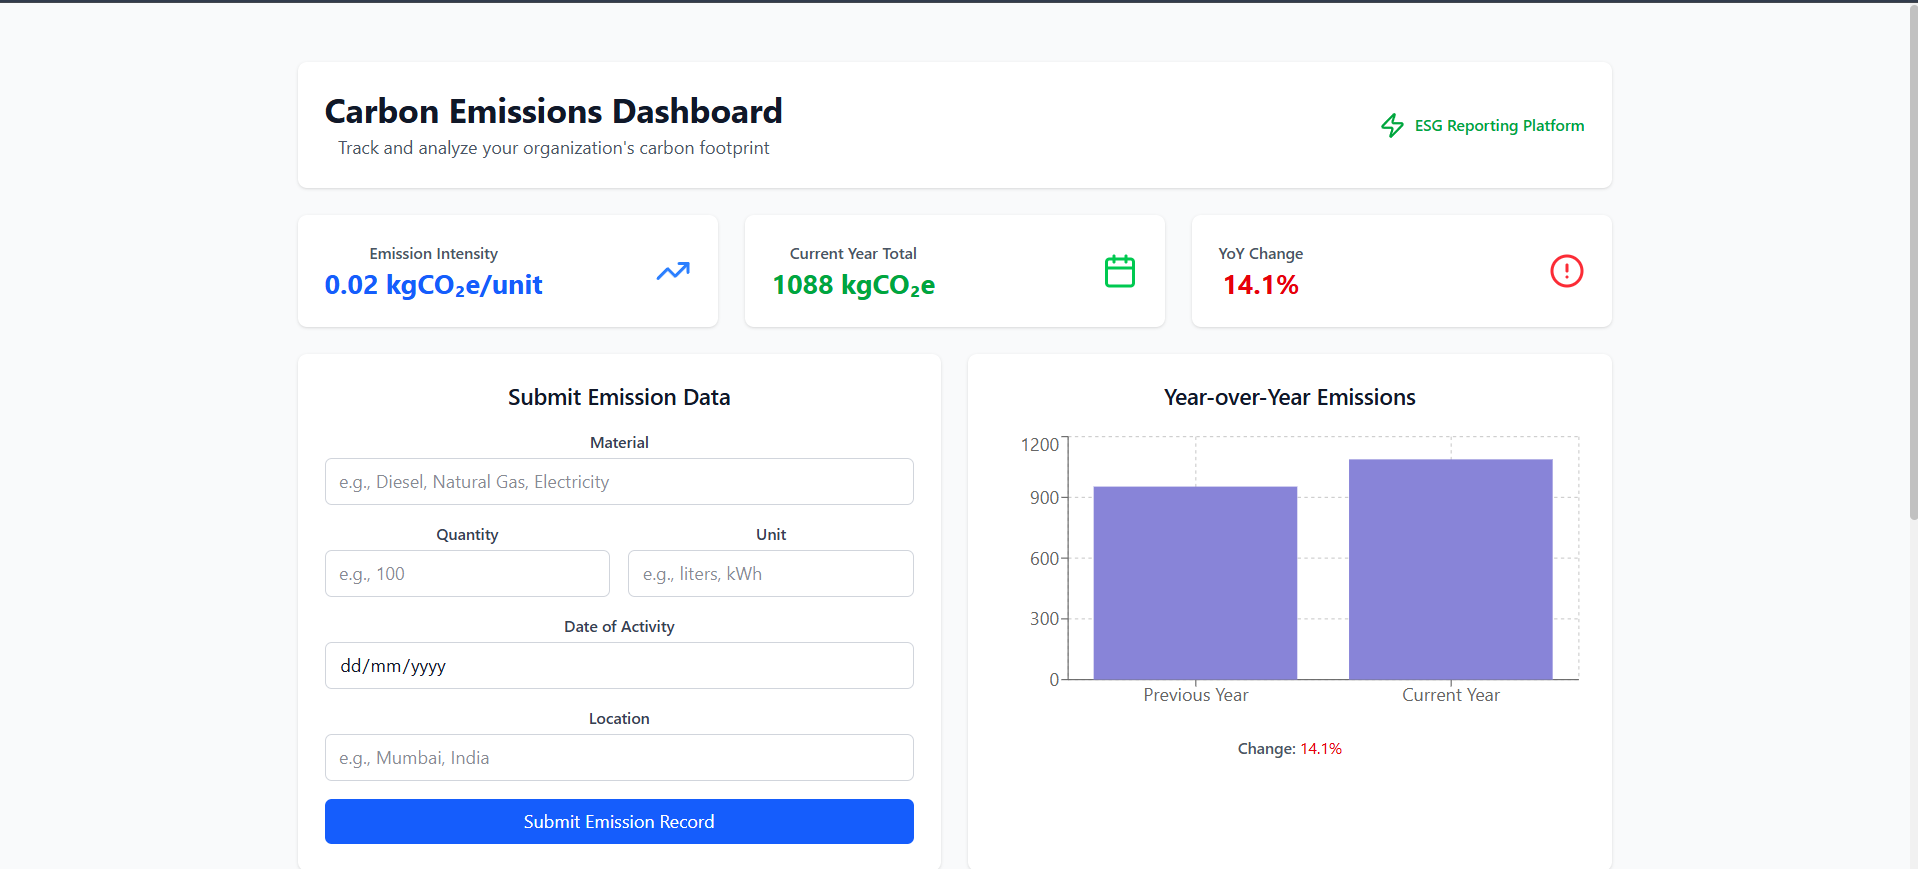 Carbon Emissions Dashboard
Track and analyze your organization's carbon footprint
ESG Reporting Platform
Emission Intensity
0.02 kgCO₂e/unit
Current Year Total
1088 kgCO₂e
YoY Change
14.1%
Submit Emission Data
Material
e.g., Diesel, Natural Gas, Electricity
Quantity
e.g., 100
Unit
e.g., liters, kWh
Date of Activity
dd/mm/yyyy
Location
e.g., Mumbai, India
Submit Emission Record
Year-over-Year Emissions
1200
900
600
300
0
Previous Year
Current Year
Change: 14.1%